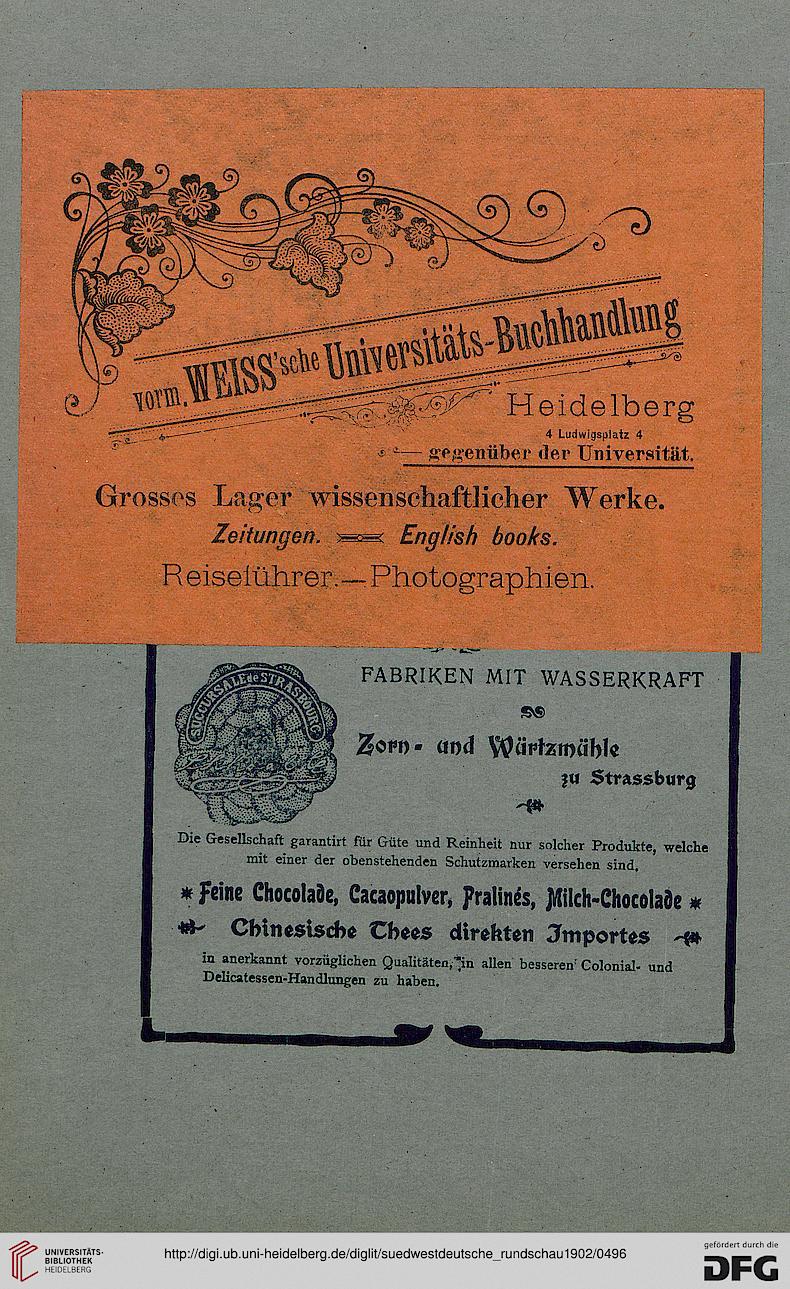 vorm. WEISS'sche Universitäts-Buchhandlung
Heidelberg
4 Ludwigsplatz 4
gegenüber der Universität.
Grosses Lager wissenschaftlicher Werke.
Zeitungen. English books.
Reiseführer.—Photographien.
SUCCURSALE de STRASBOURG
FABRIKEN MIT WASSERKRAFT
Zorn- und Würtzmühle
zu Strassburg
Die Gesellschaft garantirt für Güte und Reinheit nur solcher Produkte, welche
mit einer der obenstehenden Schutzmarken versehen sind.
* Feine Chocolade, Cacaopulver, Pralinés, Milch-Chocolade *
Chinesische Thees direkten Importes
in anerkannt vorzüglichen Qualitäten, in allen besseren Colonial- und
Delicatessen-Handlungen zu haben.
UNIVERSITÄTS-
BIBLIOTHEK
HEIDELBERG
http://digi.ub.uni-heidelberg.de/diglit/suedwestdeutsche_rundschau1902/0496
gefördert durch die
DFG